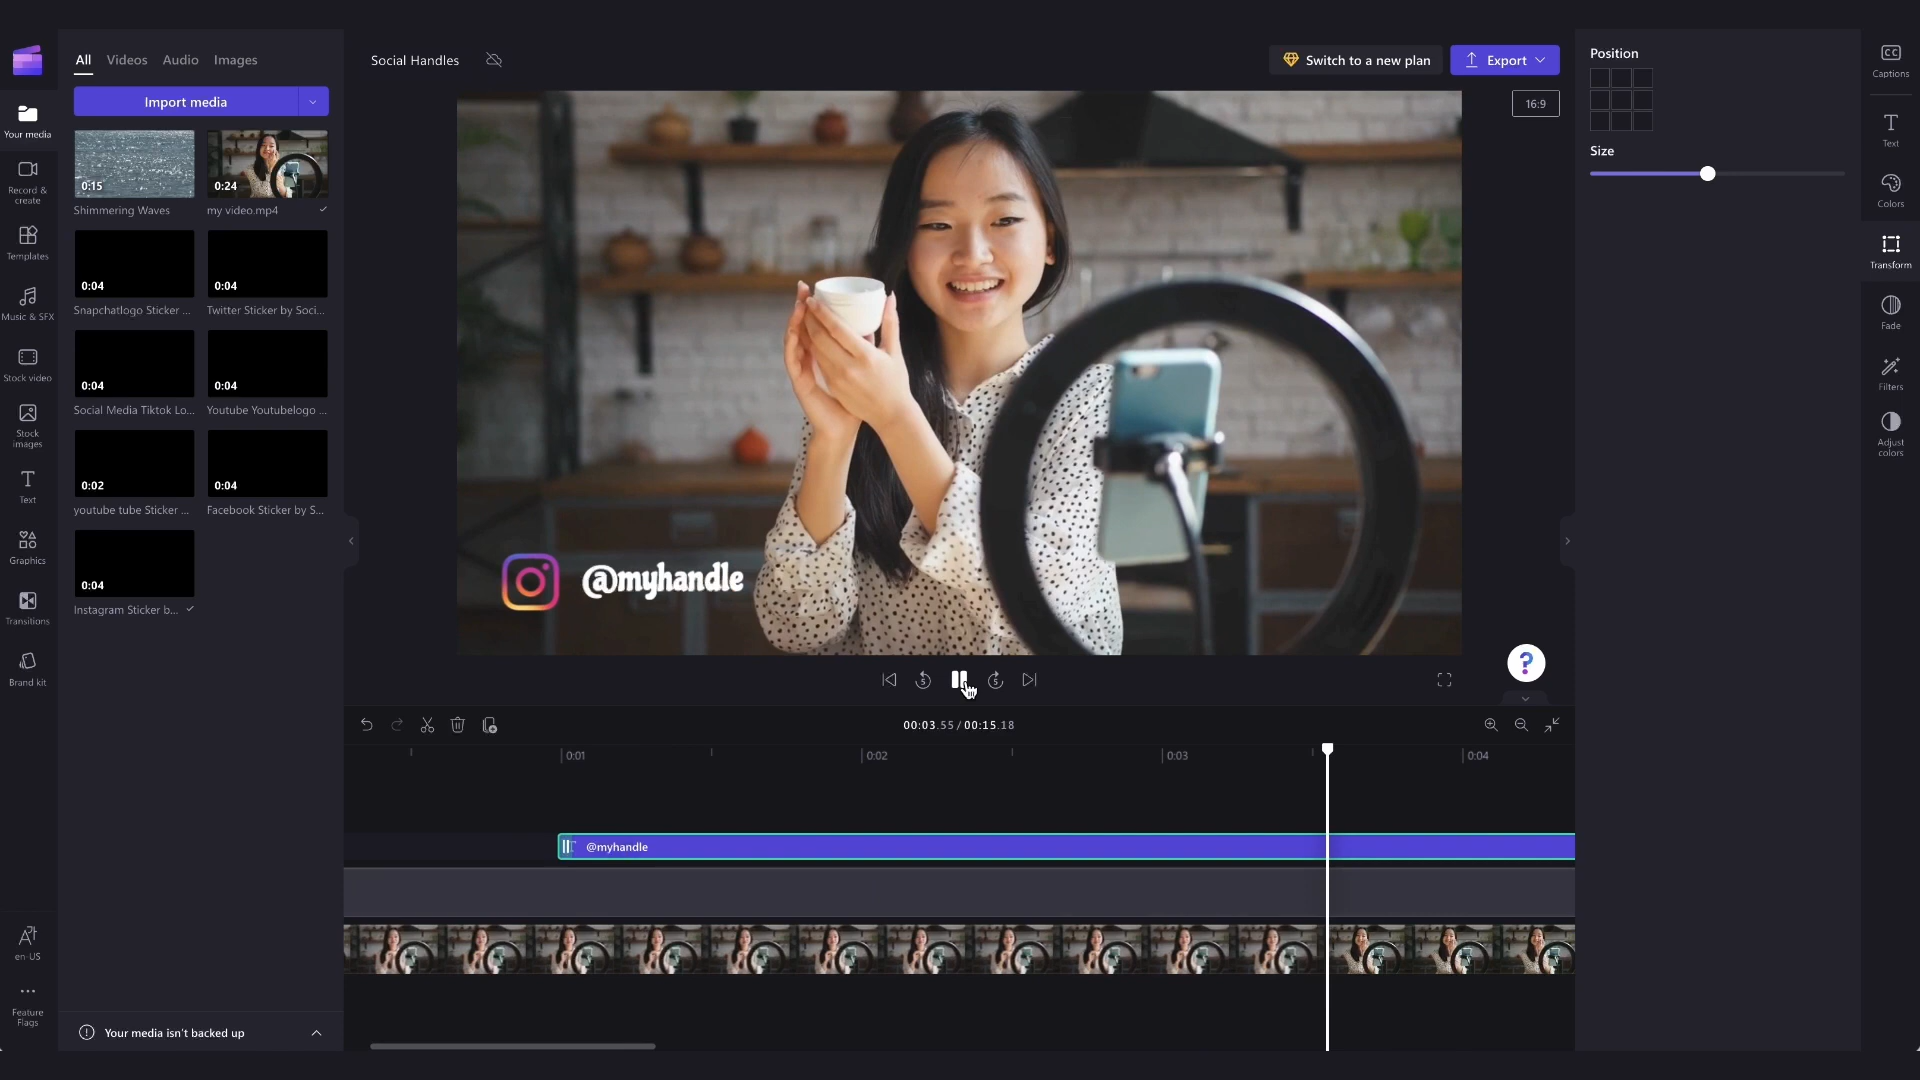 All Videos Audio Images
Import media
0:15
0:24
Shimmering Waves
my video.mp4
0:04
0:04
Snapchatlogo Sticker ...
Twitter Sticker by Soci...
0:04
0:04
Social Media Tiktok Lo...
Youtube Youtubelogo ...
0:02
0:04
youtube tube Sticker ...
Facebook Sticker by S...
0:04
Instagram Sticker b...
Your media isn't backed up
Your media
Record &
create
Templates
Music & SFX
Stock video
Stock
images
Text
Graphics
Transitions
Brand kit
en-US
Feature
Flags
Social Handles
Switch to a new plan
Export
16:9
@myhandle
5
5
?
00:03.55 / 00:15.18
0:01
0:02
0:03
0:04
@myhandle
Position
Size
CC
Captions
Text
Colors
Transform
Fade
Filters
Adjust
colors